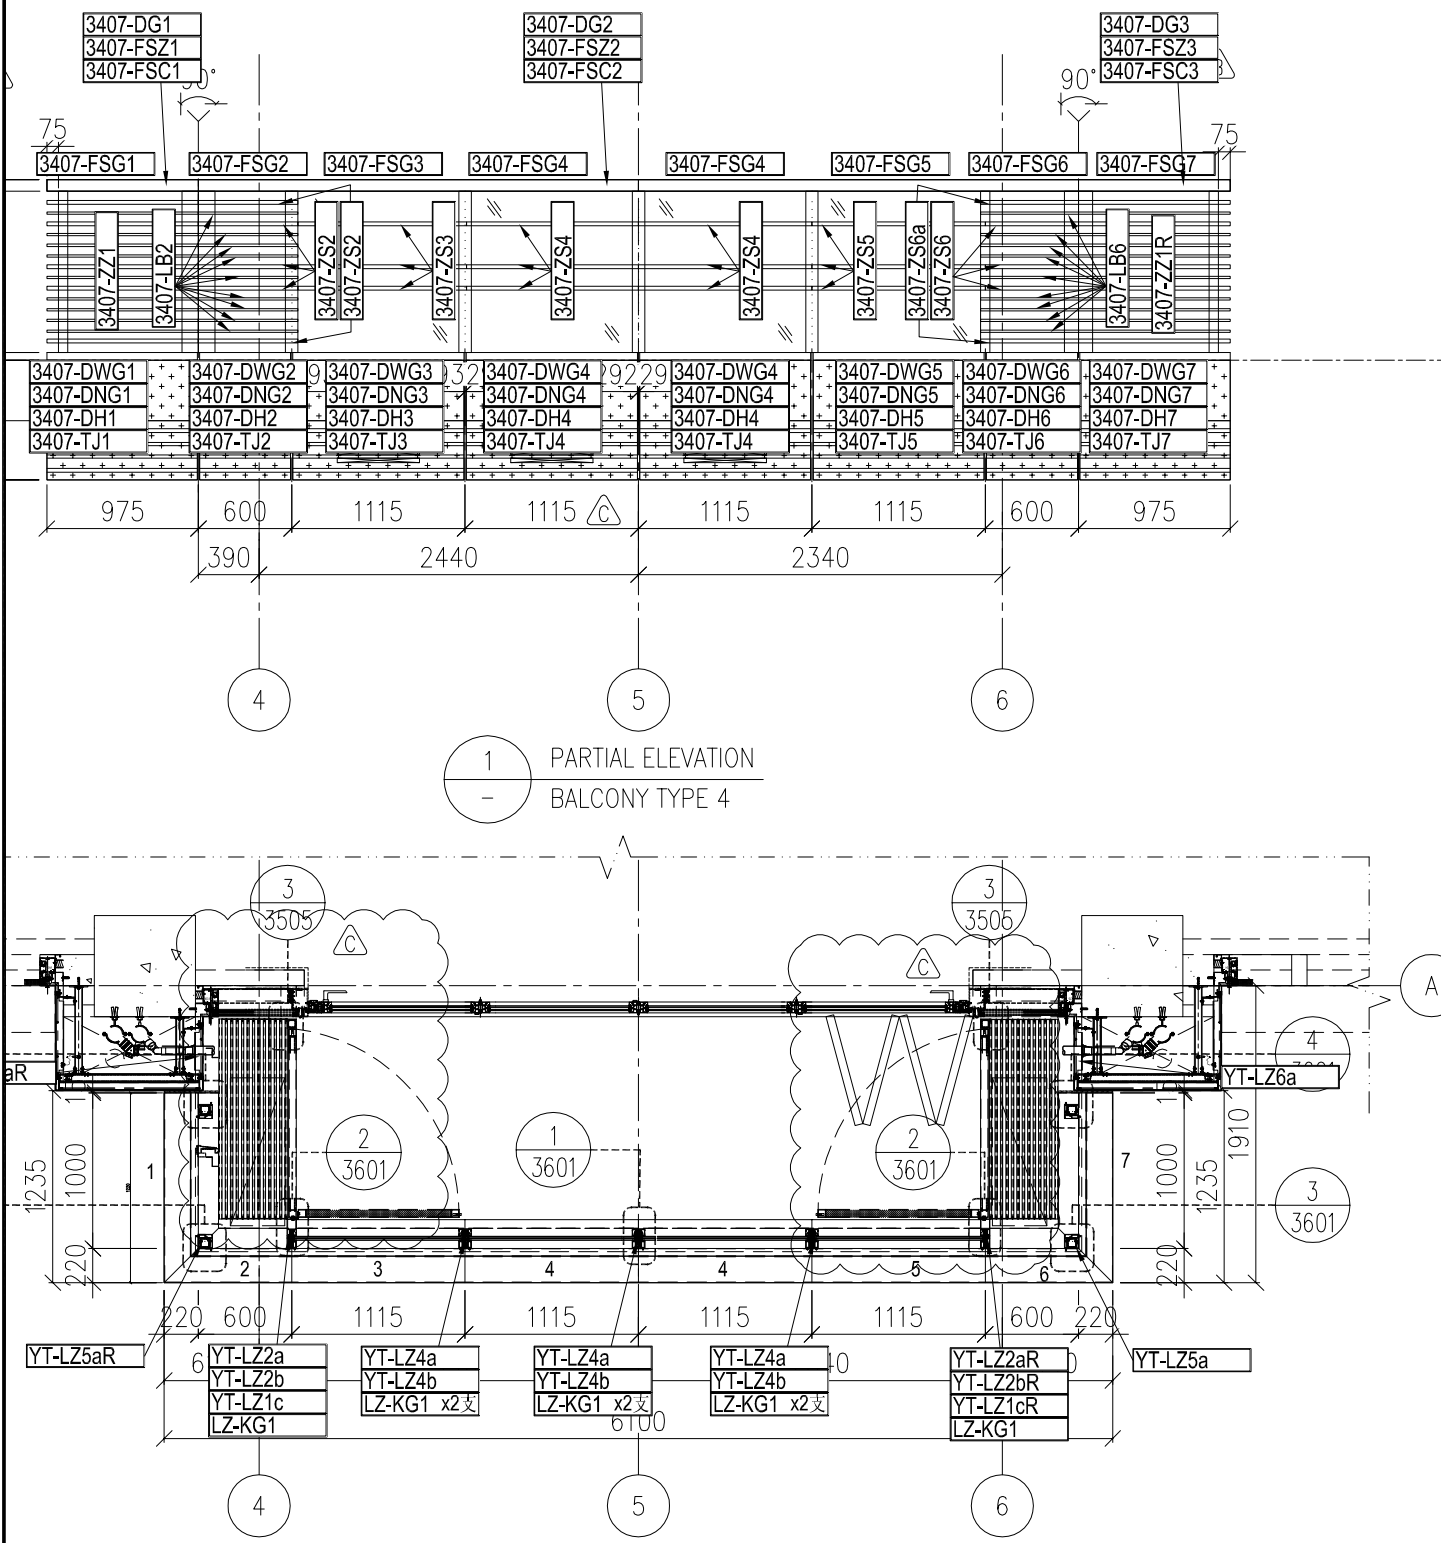 3407-DG1
3407-FSZ1
3407-FSC1
3407-DG2
3407-FSZ2
3407-FSC2
3407-DG3
3407-FSZ3
3407-FSC3
90°
90°
75
75
3407-FSG1
3407-FSG2
3407-FSG3
3407-FSG4
3407-FSG4
3407-FSG5
3407-FSG6
3407-FSG7
3407-ZZ1
3407-LB2
3407-ZS2
3407-ZS2
3407-ZS3
3407-ZS4
3407-ZS4
3407-ZS5
3407-ZS6a
3407-ZS6
3407-LB6
3407-ZZ1R
3407-DWG1
3407-DNG1
3407-DH1
3407-TJ1
3407-DWG2
3407-DNG2
3407-DH2
3407-TJ2
3407-DWG3
3407-DNG3
3407-DH3
3407-TJ3
3407-DWG4
3407-DNG4
3407-DH4
3407-TJ4
29229
3407-DWG4
3407-DNG4
3407-DH4
3407-TJ4
3407-DWG5
3407-DNG5
3407-DH5
3407-TJ5
3407-DWG6
3407-DNG6
3407-DH6
3407-TJ6
3407-DWG7
3407-DNG7
3407-DH7
3407-TJ7
975
600
1115
1115
C
1115
1115
600
975
390
2440
2340
4
5
6
1
-
PARTIAL ELEVATION
BALCONY TYPE 4
3
3505
C
3
3505
C
A
4
aR
YT-LZ6a
1
1235
1000
220
1
2
3601
1
3601
2
3601
7
1
1000
220
1235
1910
3
3601
2
3
4
4
5
6
220
600
1115
1115
1115
1115
600
220
YT-LZ5aR
YT-LZ2a
YT-LZ2b
YT-LZ1c
LZ-KG1
YT-LZ4a
YT-LZ4b
LZ-KG1 x2支
YT-LZ4a
YT-LZ4b
LZ-KG1 x2支
YT-LZ4a
YT-LZ4b
LZ-KG1 x2支
YT-LZ2aR
YT-LZ2bR
YT-LZ1cR
LZ-KG1
YT-LZ5a
6100
4
5
6